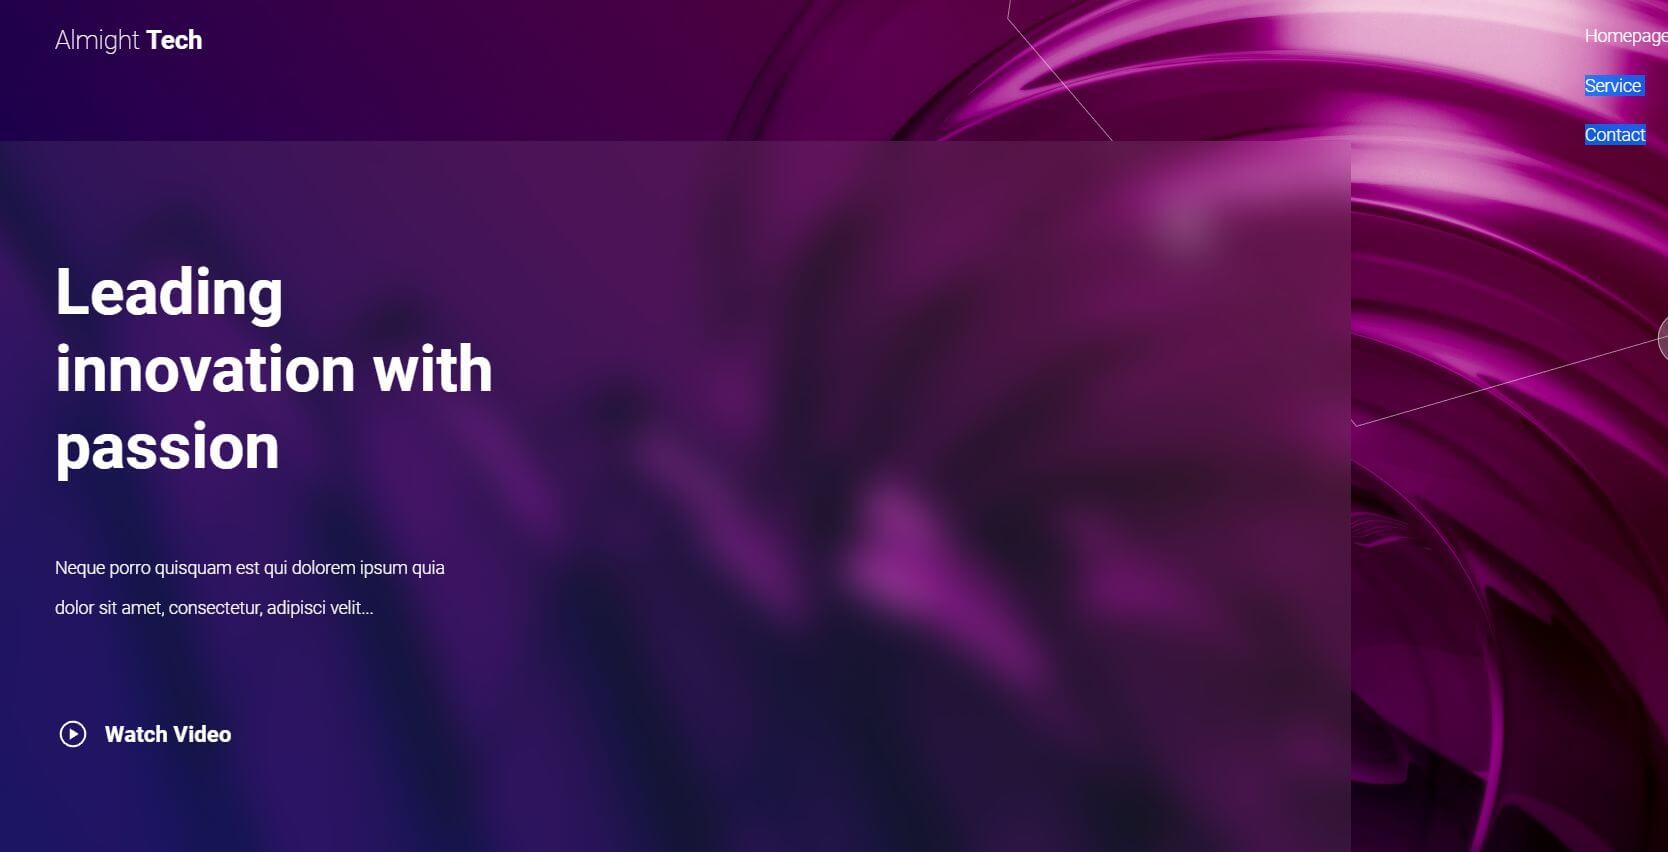 Almight Tech
Homepage
Service
Contact
Leading
innovation with
passion
Neque porro quisquam est qui dolorem ipsum quia
dolor sit amet, consectetur, adipisci velit...
Watch Video